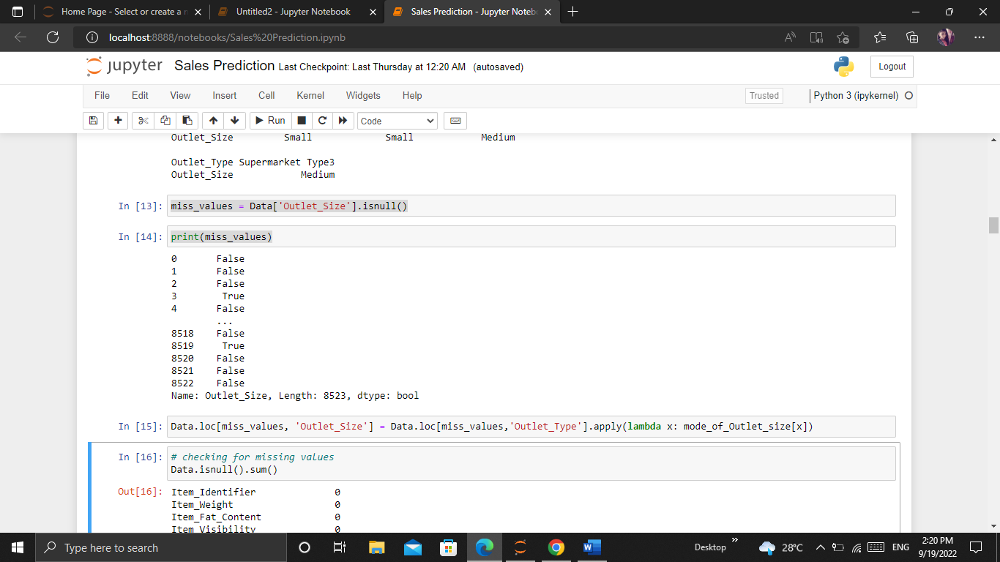 Home Page - Select or create a n
Untitled2 - Jupyter Notebook
Sales Prediction - Jupyter Noteb
localhost:8888/notebooks/Sales%20Prediction.ipynb
jupyter Sales Prediction Last Checkpoint: Last Thursday at 12:20 AM (autosaved)
Logout
File Edit View Insert Cell Kernel Widgets Help
Trusted
Python 3 (ipykernel)
Run
Code
Outlet_Size Small Small Medium
Outlet_Type Supermarket Type3
Outlet_Size Medium
In [13]: miss_values = Data['Outlet_Size'].isnull()
In [14]: print(miss_values)
0 False
1 False
2 False
3 True
4 False
...
8518 False
8519 True
8520 False
8521 False
8522 False
Name: Outlet_Size, Length: 8523, dtype: bool
In [15]: Data.loc[miss_values, 'Outlet_Size'] = Data.loc[miss_values,'Outlet_Type'].apply(lambda x: mode_of_Outlet_size[x])
In [16]: # checking for missing values
Data.isnull().sum()
Out[16]: Item_Identifier 0
Item_Weight 0
Item_Fat_Content 0
Item_Visibility 0
Type here to search
Desktop
28°C
ENG
2:20 PM
9/19/2022